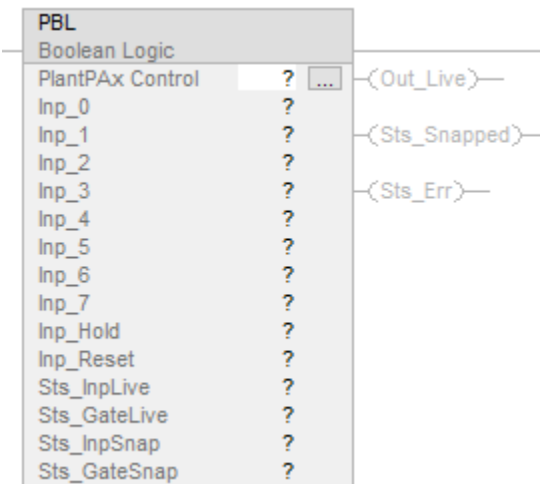 PBL
Boolean Logic
PlantPAx Control ? ... (Out_Live)
Inp_0 ?
Inp_1 ? (Sts_Snapped)
Inp_2 ?
Inp_3 ? (Sts_Err)
Inp_4 ?
Inp_5 ?
Inp_6 ?
Inp_7 ?
Inp_Hold ?
Inp_Reset ?
Sts_InpLive ?
Sts_GateLive ?
Sts_InpSnap ?
Sts_GateSnap ?